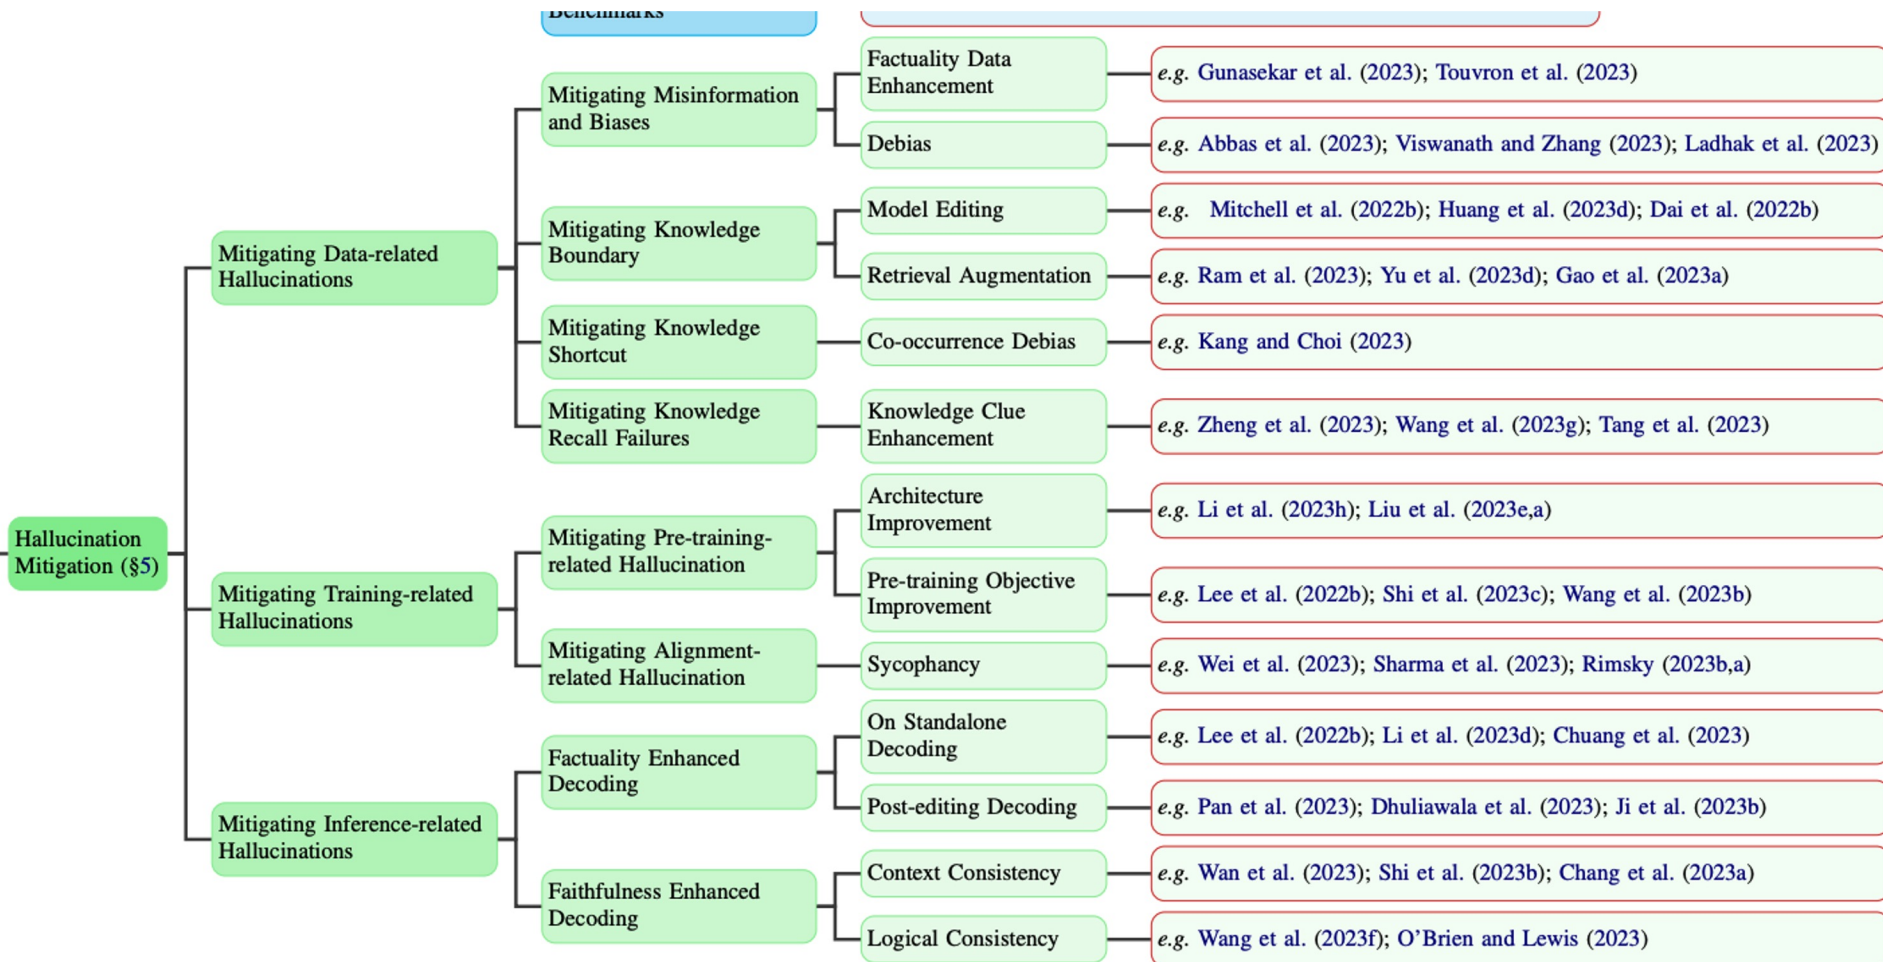 Benchmarks
Factuality Data
Enhancement
e.g. Gunasekar et al. (2023); Touvron et al. (2023)
Mitigating Misinformation
and Biases
Debias
e.g. Abbas et al. (2023); Viswanath and Zhang (2023); Ladhak et al. (2023)
Model Editing
e.g. Mitchell et al. (2022b); Huang et al. (2023d); Dai et al. (2022b)
Mitigating Knowledge
Boundary
Retrieval Augmentation
e.g. Ram et al. (2023); Yu et al. (2023d); Gao et al. (2023a)
Mitigating Data-related
Hallucinations
Mitigating Knowledge
Shortcut
Co-occurrence Debias
e.g. Kang and Choi (2023)
Mitigating Knowledge
Recall Failures
Knowledge Clue
Enhancement
e.g. Zheng et al. (2023); Wang et al. (2023g); Tang et al. (2023)
Hallucination
Mitigation (§5)
Architecture
Improvement
e.g. Li et al. (2023h); Liu et al. (2023e,a)
Mitigating Pre-training-
related Hallucination
Pre-training Objective
Improvement
e.g. Lee et al. (2022b); Shi et al. (2023c); Wang et al. (2023b)
Mitigating Training-related
Hallucinations
Mitigating Alignment-
related Hallucination
Sycophancy
e.g. Wei et al. (2023); Sharma et al. (2023); Rimsky (2023b,a)
On Standalone
Decoding
e.g. Lee et al. (2022b); Li et al. (2023d); Chuang et al. (2023)
Factuality Enhanced
Decoding
Post-editing Decoding
e.g. Pan et al. (2023); Dhuliawala et al. (2023); Ji et al. (2023b)
Mitigating Inference-related
Hallucinations
Context Consistency
e.g. Wan et al. (2023); Shi et al. (2023b); Chang et al. (2023a)
Faithfulness Enhanced
Decoding
Logical Consistency
e.g. Wang et al. (2023f); O'Brien and Lewis (2023)